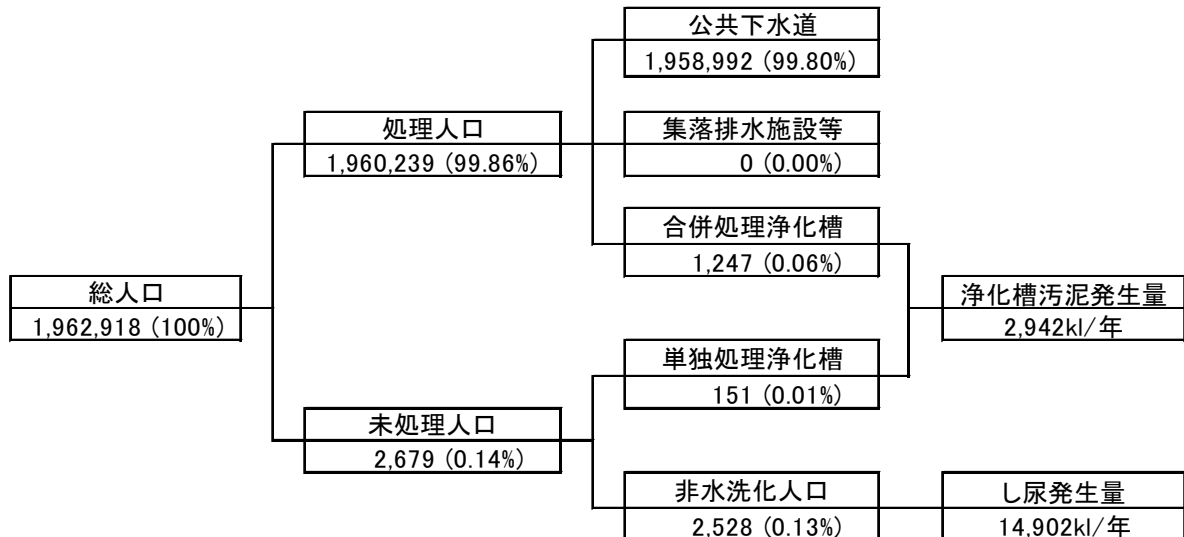 公共下水道
1,958,992 (99.80%)
処理人口
1,960,239 (99.86%)
集落排水施設等
0 (0.00%)
合併処理浄化槽
1,247 (0.06%)
総人口
1,962,918 (100%)
浄化槽汚泥発生量
2,942kl/年
単独処理浄化槽
151 (0.01%)
未処理人口
2,679 (0.14%)
非水洗化人口
2,528 (0.13%)
し尿発生量
14,902kl/年